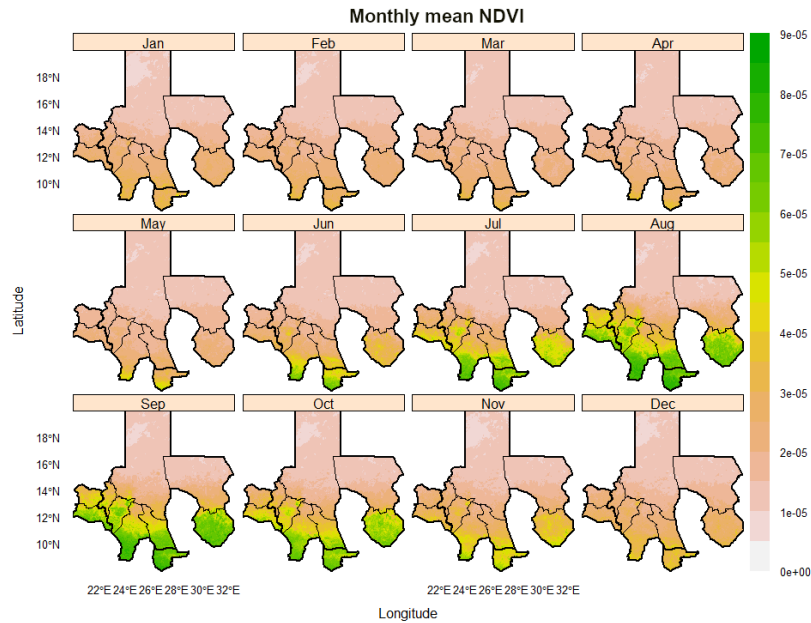 Monthly mean NDVI
Jan Feb Mar Apr
18°N
16°N
14°N
12°N
10°N
May Jun Jul Aug
Sep Oct Nov Dec
18°N
16°N
14°N
12°N
10°N
22°E 24°E 26°E 28°E 30°E 32°E 22°E 24°E 26°E 28°E 30°E 32°E
Longitude
Latitude
9e-05
8e-05
7e-05
6e-05
5e-05
4e-05
3e-05
2e-05
1e-05
0e+00